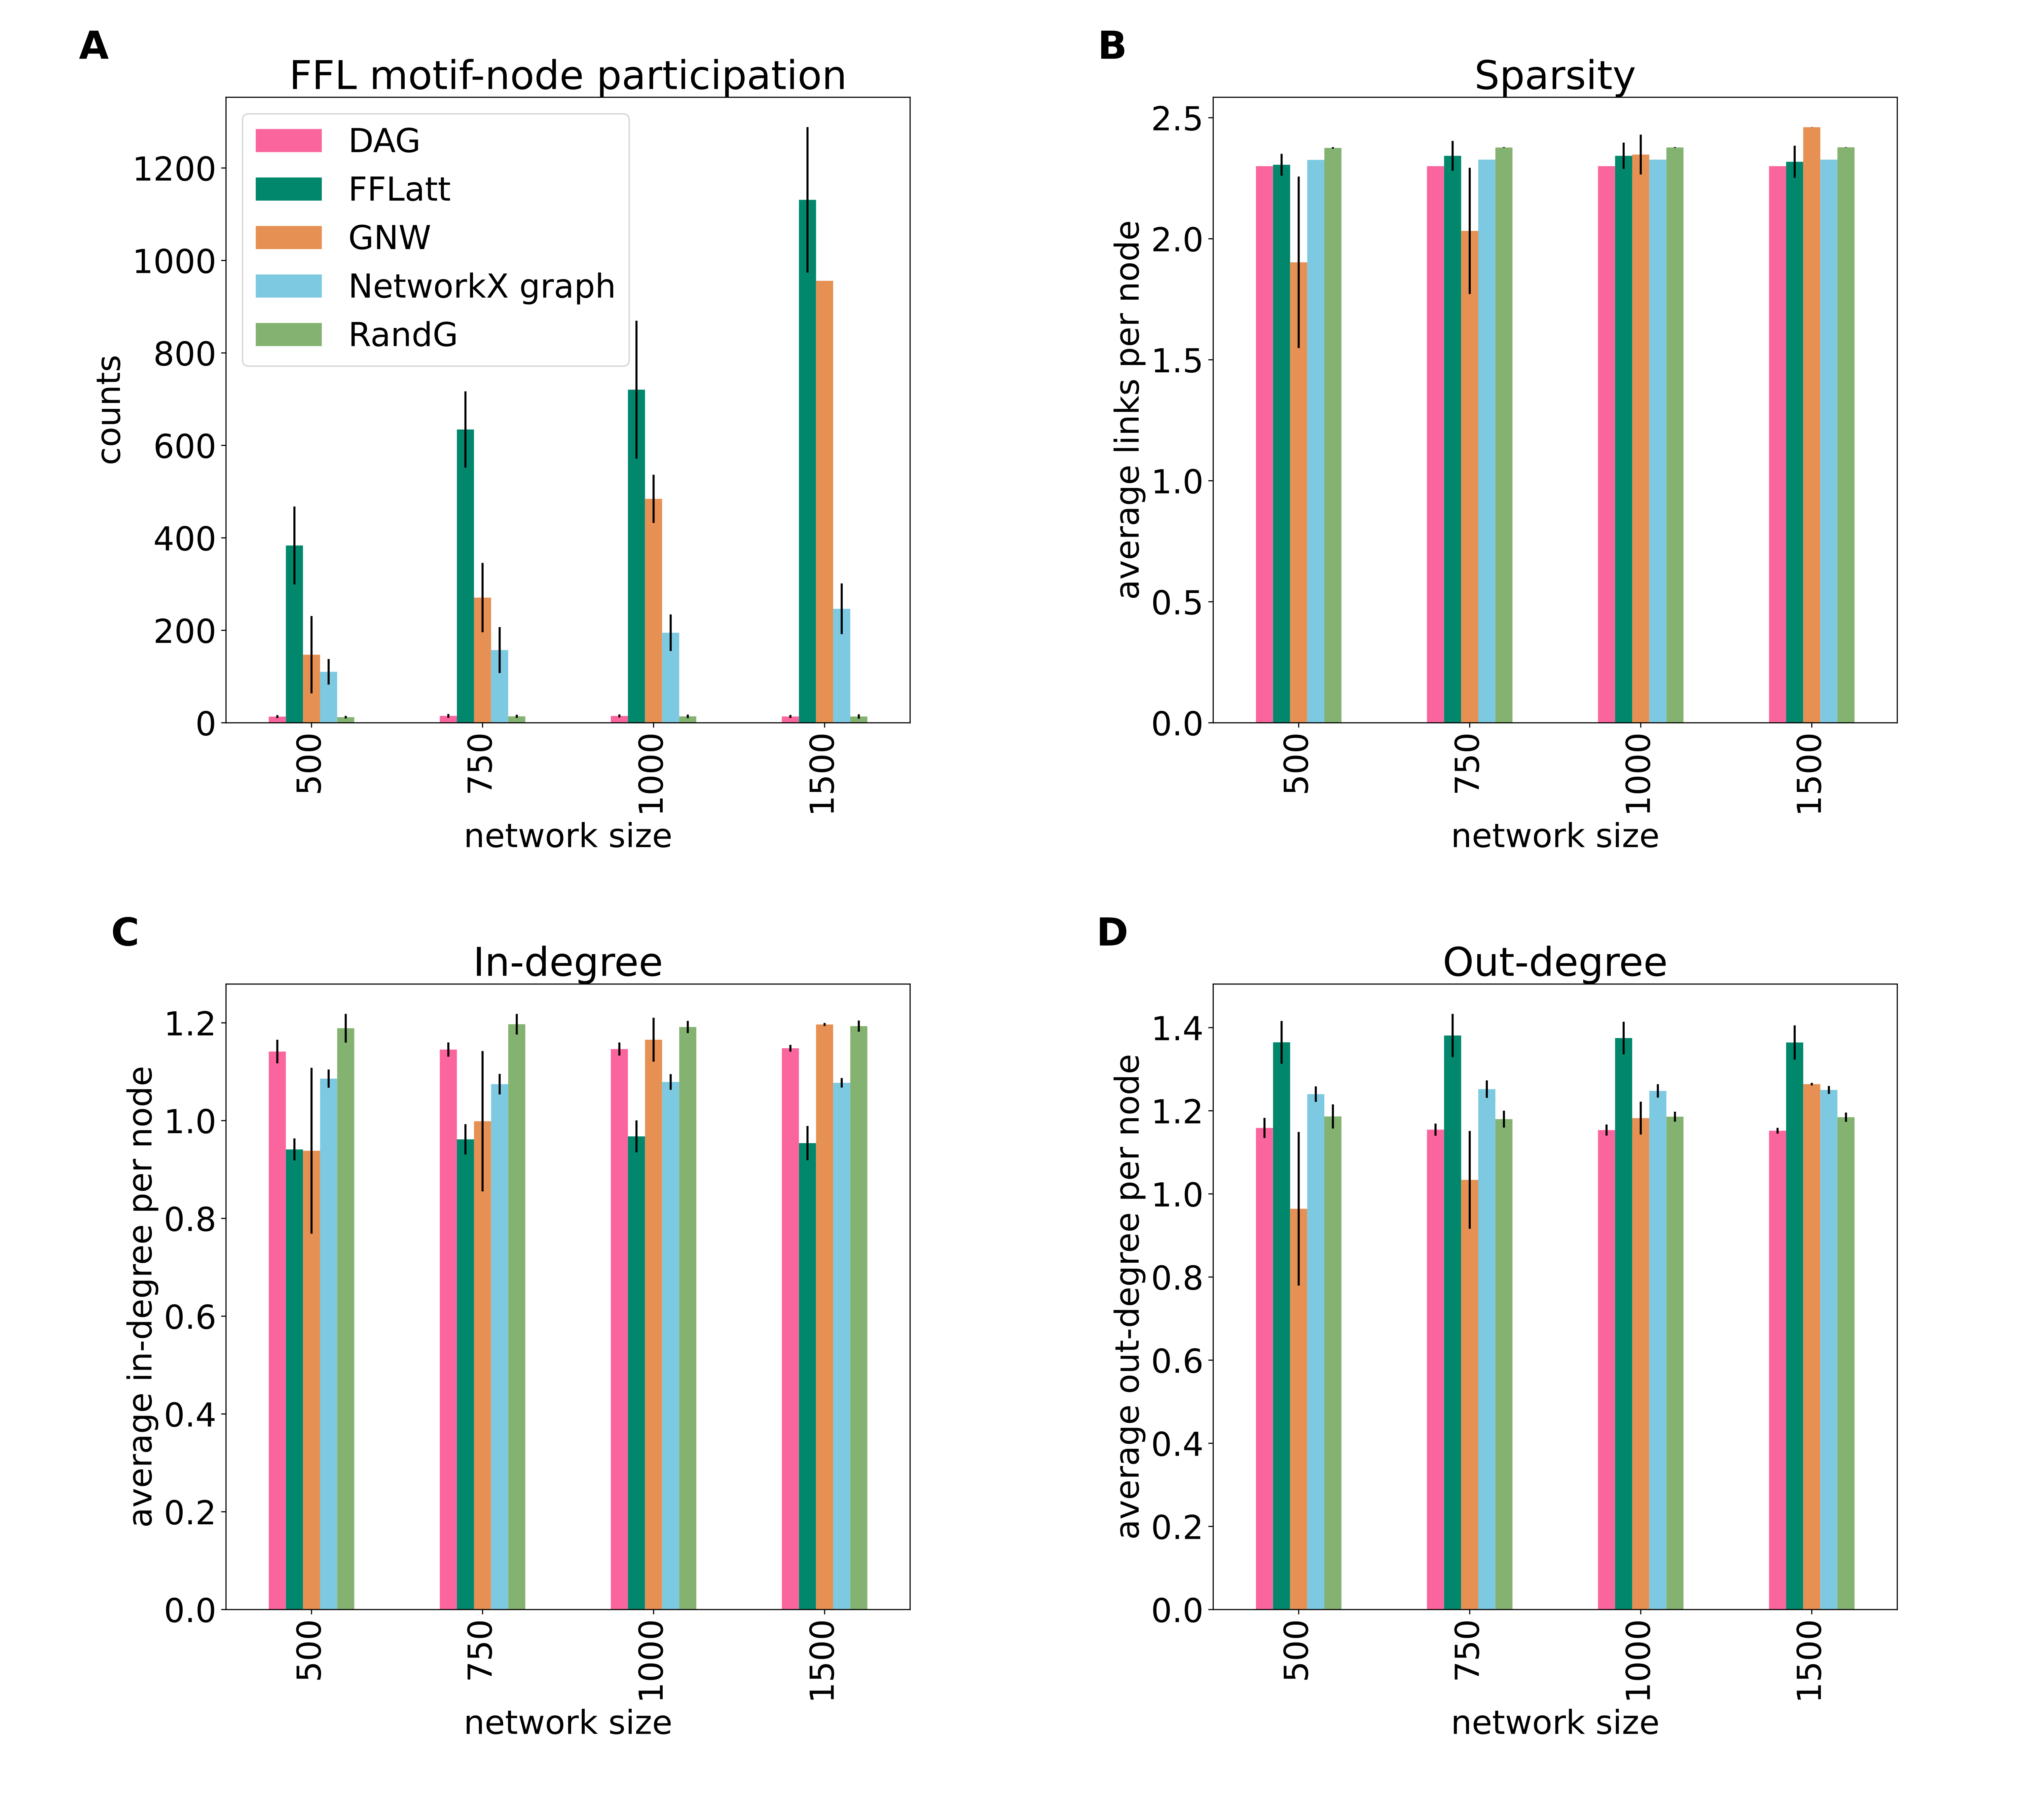 A
FFL motif-node participation
DAG
FFLatt
GNW
NetworkX graph
RandG
counts
1200
1000
800
600
400
200
0
500
750
1000
1500
network size
B
Sparsity
average links per node
2.5
2.0
1.5
1.0
0.5
0.0
500
750
1000
1500
network size
C
In-degree
average in-degree per node
1.2
1.0
0.8
0.6
0.4
0.2
0.0
500
750
1000
1500
network size
D
Out-degree
average out-degree per node
1.4
1.2
1.0
0.8
0.6
0.4
0.2
0.0
500
750
1000
1500
network size